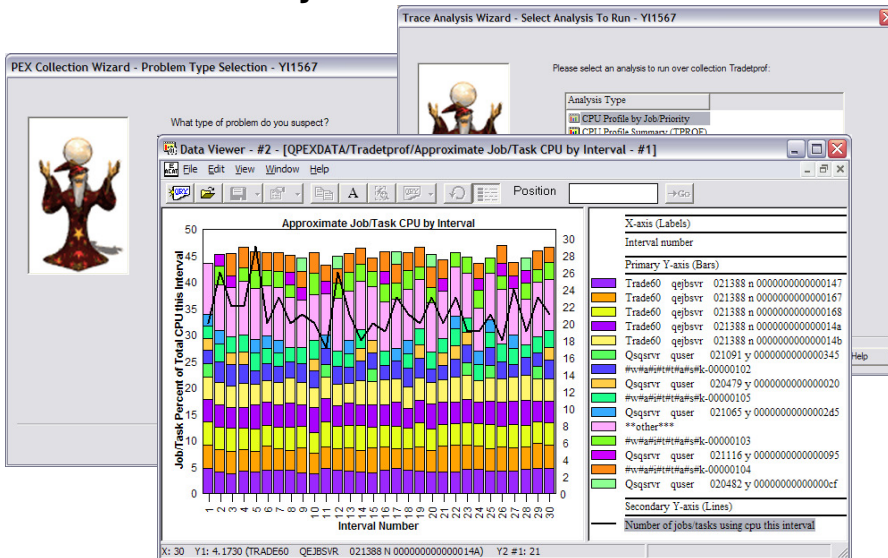 Trace Analysis Wizard - Select Analysis To Run - YI1567
Please select an analysis to run over collection Tradetprof:
Analysis Type
CPU Profile by Job/Priority
CPU Profile Summary (TPROF)
Help
PEX Collection Wizard - Problem Type Selection - YI1567
What type of problem do you suspect?
Data Viewer - #2 - [QPEXDATA/Tradetprof/Approximate Job/Task CPU by Interval - #1]
File Edit View Window Help
Position
Go
Approximate Job/Task CPU by Interval
Job/Task Percent of Total CPU this Interval
50
45
40
35
30
25
20
15
10
5
0
30
28
26
24
22
20
18
16
14
12
10
8
6
4
2
0
1 2 3 4 5 6 7 8 9 10 11 12 13 14 15 16 17 18 19 20 21 22 23 24 25 26 27 28 29 30
Interval Number
X-axis (Labels)
Interval number
Primary Y-axis (Bars)
Trade60 qejbsvr 021388 n 0000000000000147
Trade60 qejbsvr 021388 n 0000000000000167
Trade60 qejbsvr 021388 n 0000000000000168
Trade60 qejbsvr 021388 n 000000000000014a
Trade60 qejbsvr 021388 n 000000000000014b
Qsqsrvr quser 021091 y 0000000000000345
#w#a#i#t#t#a#s#k-00000102
Qsqsrvr quser 020479 y 0000000000000020
#w#a#i#t#t#a#s#k-00000105
Qsqsrvr quser 021065 y 00000000000002d5
**other***
#w#a#i#t#t#a#s#k-00000103
Qsqsrvr quser 021116 y 0000000000000095
#w#a#i#t#t#a#s#k-00000104
Qsqsrvr quser 020482 y 00000000000000cf
Secondary Y-axis (Lines)
Number of jobs/tasks using cpu this interval
X: 30 Y1: 4.1730 (TRADE60 QEJBSVR 021388 N 000000000000014A) Y2 #1: 21